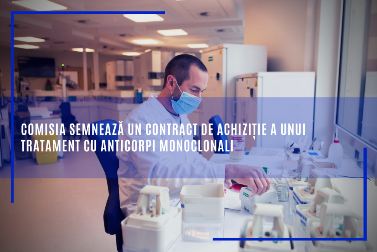 COMISIA SEMNEAZĂ UN CONTRACT DE ACHIZIȚIE A UNUI
TRATAMENT CU ANTICORPI MONOCLONALI